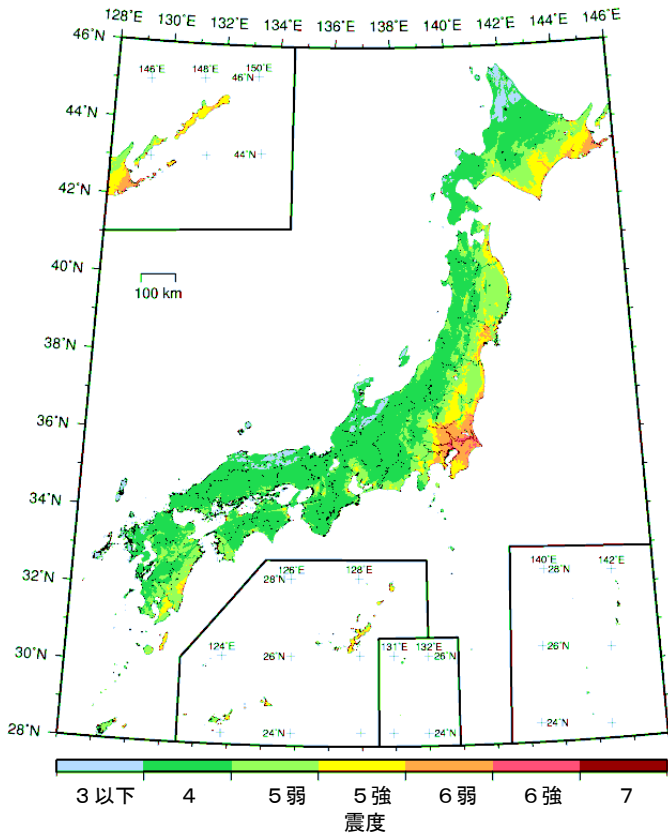 128°E 130°E 132°E 134°E 136°E 138°E 140°E 142°E 144°E 146°E
46°N
146°E 148°E 150°E
46°N
44°N
44°N
42°N
40°N
100 km
38°N
36°N
34°N
32°N
126°E 128°E
28°N
140°E 142°E
28°N
30°N
124°E
26°N
131°E 132°E
26°N
26°N
28°N
24°N
24°N
24°N
3以下 4 5弱 5強 6弱 6強 7
震度